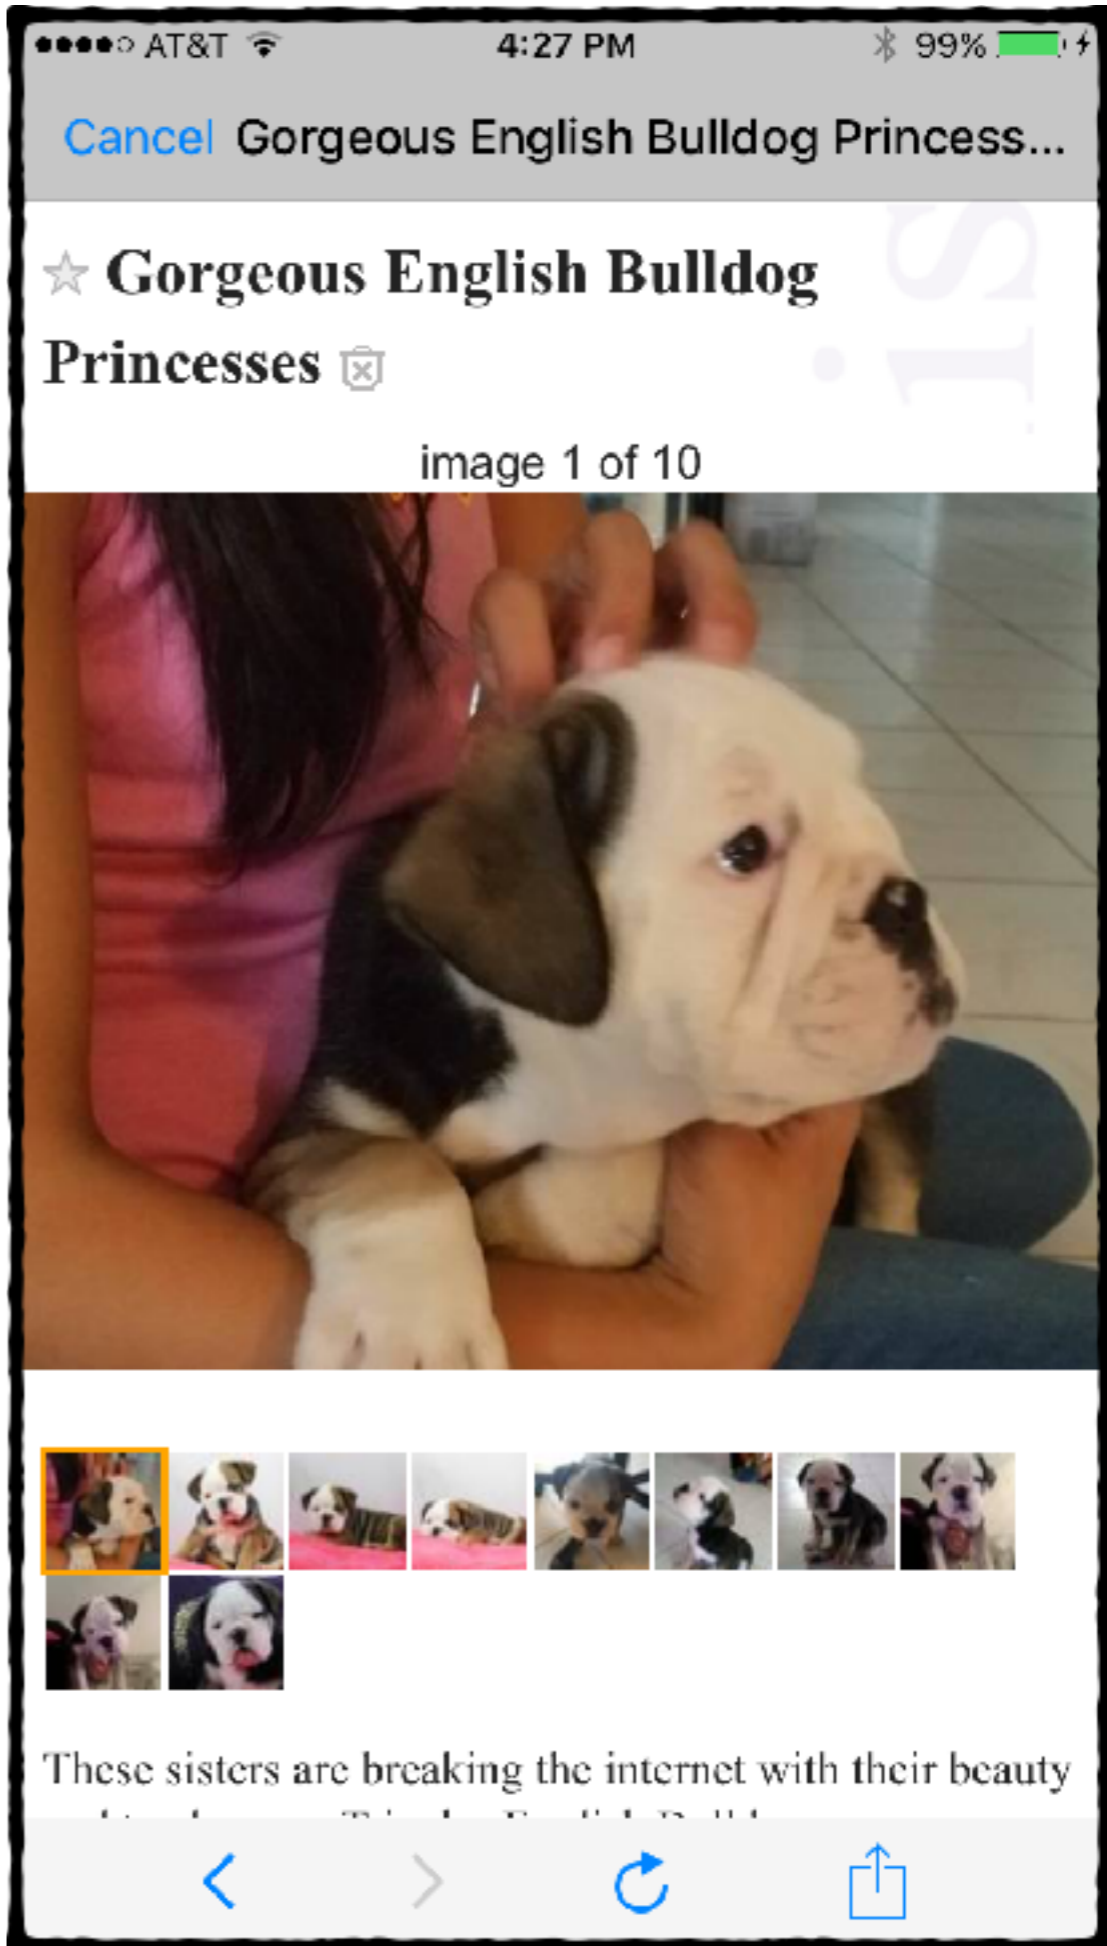 AT&T 4:27 PM 99%
Cancel Gorgeous English Bulldog Princess...
is
Gorgeous English Bulldog
Princesses
image 1 of 10
These sisters are breaking the internet with their beauty